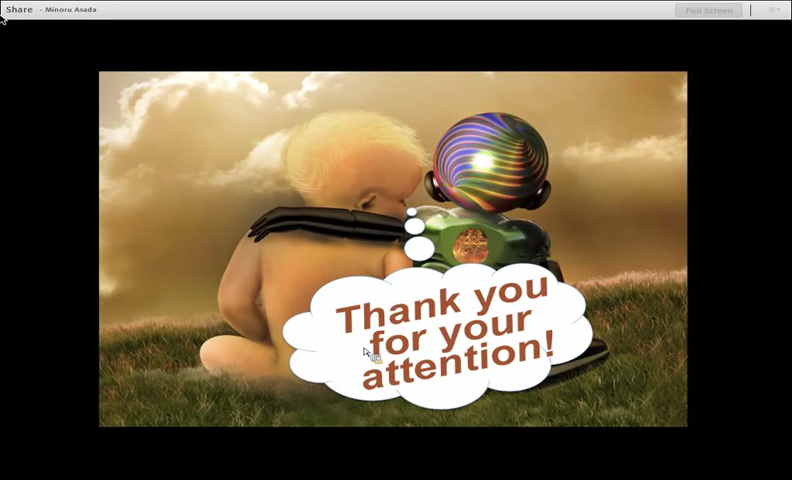 Share - Minoru Asada
Full Screen
Thank you
for your
attention!